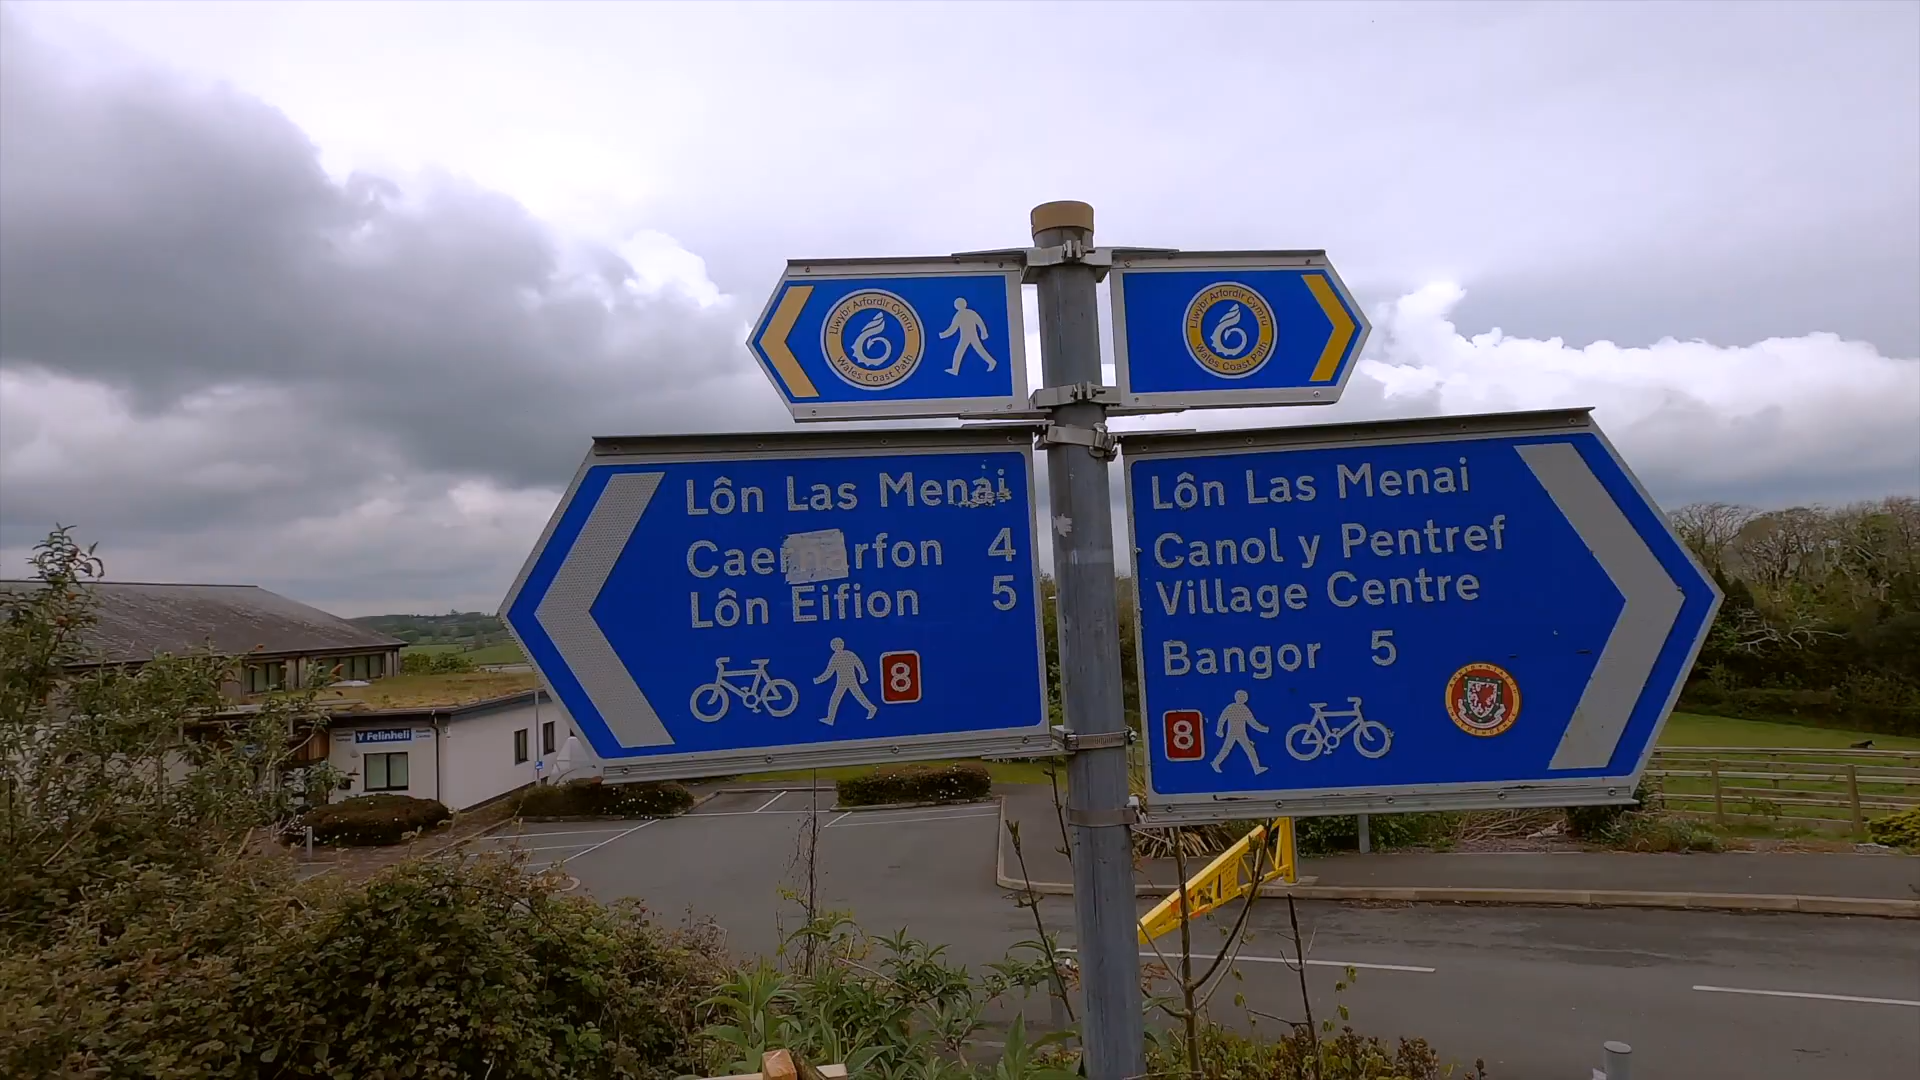 Llwybr Arfordir Cymru
Wales Coast Path
Llwybr Arfordir Cymru
Wales Coast Path
Lôn Las Menai
Caernarfon 4
Lôn Eifion 5
8
Lôn Las Menai
Canol y Pentref
Village Centre
Bangor 5
8
Y Felinheli